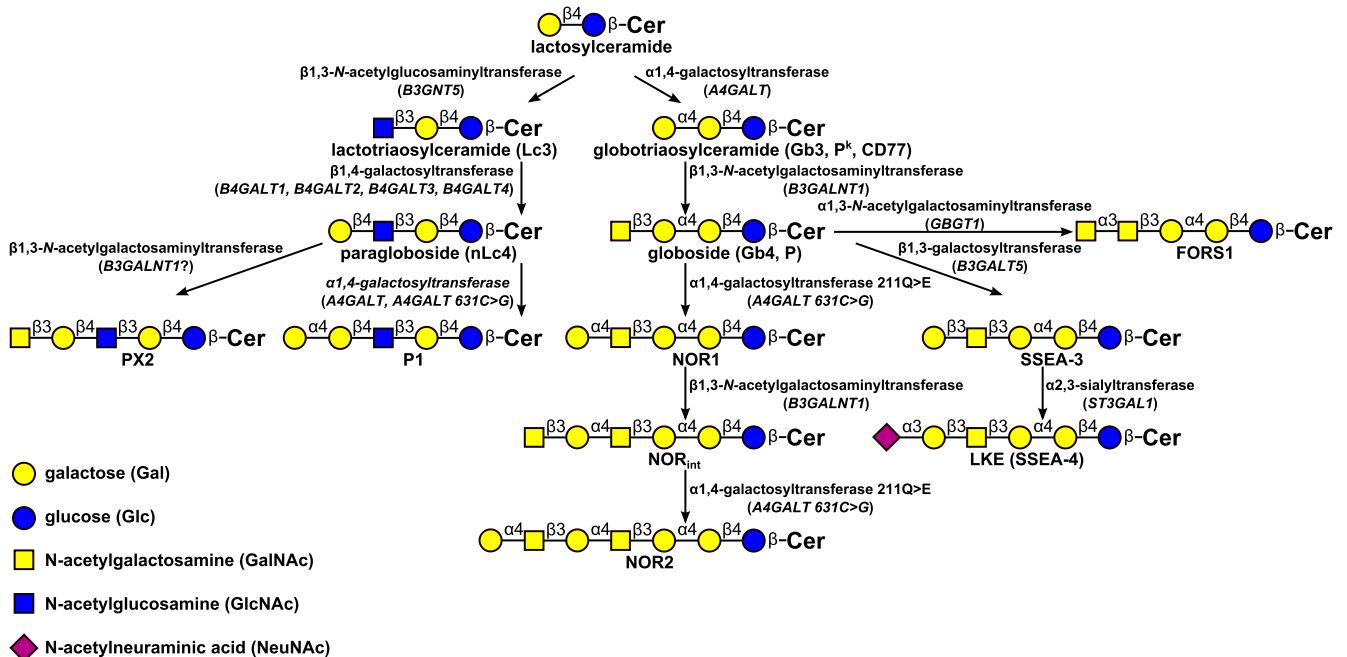 β4 β–Cer
lactosylceramide
β1,3-N-acetylglucosaminyltransferase
(B3GNT5)
α1,4-galactosyltransferase
(A4GALT)
β3 β4 β–Cer
lactotriaosylceramide (Lc3)
α4 β4 β–Cer
globotriaosylceramide (Gb3, Pᵏ, CD77)
β1,4-galactosyltransferase
(B4GALT1, B4GALT2, B4GALT3, B4GALT4)
β1,3-N-acetylgalactosaminyltransferase
(B3GALNT1)
β4 β3 β4 β–Cer
paragloboside (nLc4)
β3 α4 β4 β–Cer
globoside (Gb4, P)
α1,3-N-acetylgalactosaminyltransferase
(GBGT1)
α3 β3 α4 β4 β–Cer
FORS1
β1,3-N-acetylgalactosaminyltransferase
(B3GALNT1?)
α1,4-galactosyltransferase
(A4GALT, A4GALT 631C>G)
α1,4-galactosyltransferase 211Q>E
(A4GALT 631C>G)
β1,3-galactosyltransferase
(B3GALT5)
β3 β4 β3 β4 β–Cer
PX2
α4 β4 β3 β4 β–Cer
P1
α4 β3 α4 β4 β–Cer
NOR1
β3 β3 α4 β4 β–Cer
SSEA-3
β1,3-N-acetylgalactosaminyltransferase
(B3GALNT1)
α2,3-sialyltransferase
(ST3GAL1)
β3 α4 β3 α4 β4 β–Cer
NORint
α3 β3 β3 α4 β4 β–Cer
LKE (SSEA-4)
α1,4-galactosyltransferase 211Q>E
(A4GALT 631C>G)
α4 β3 α4 β3 α4 β4 β–Cer
NOR2
galactose (Gal)
glucose (Glc)
N-acetylgalactosamine (GalNAc)
N-acetylglucosamine (GlcNAc)
N-acetylneuraminic acid (NeuNAc)